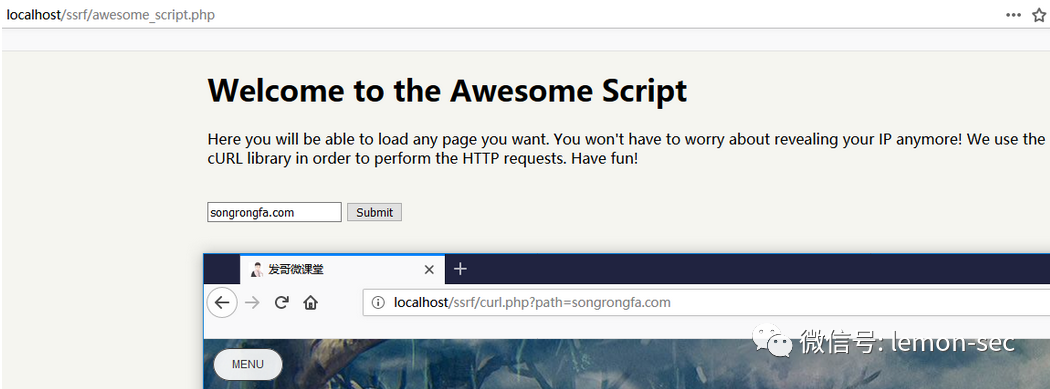 localhost/ssrf/awesome_script.php
Welcome to the Awesome Script
Here you will be able to load any page you want. You won't have to worry about revealing your IP anymore! We use the
cURL library in order to perform the HTTP requests. Have fun!
songrongfa.com Submit
发哥微课堂
localhost/ssrf/curl.php?path=songrongfa.com
微信号: lemon-sec
MENU